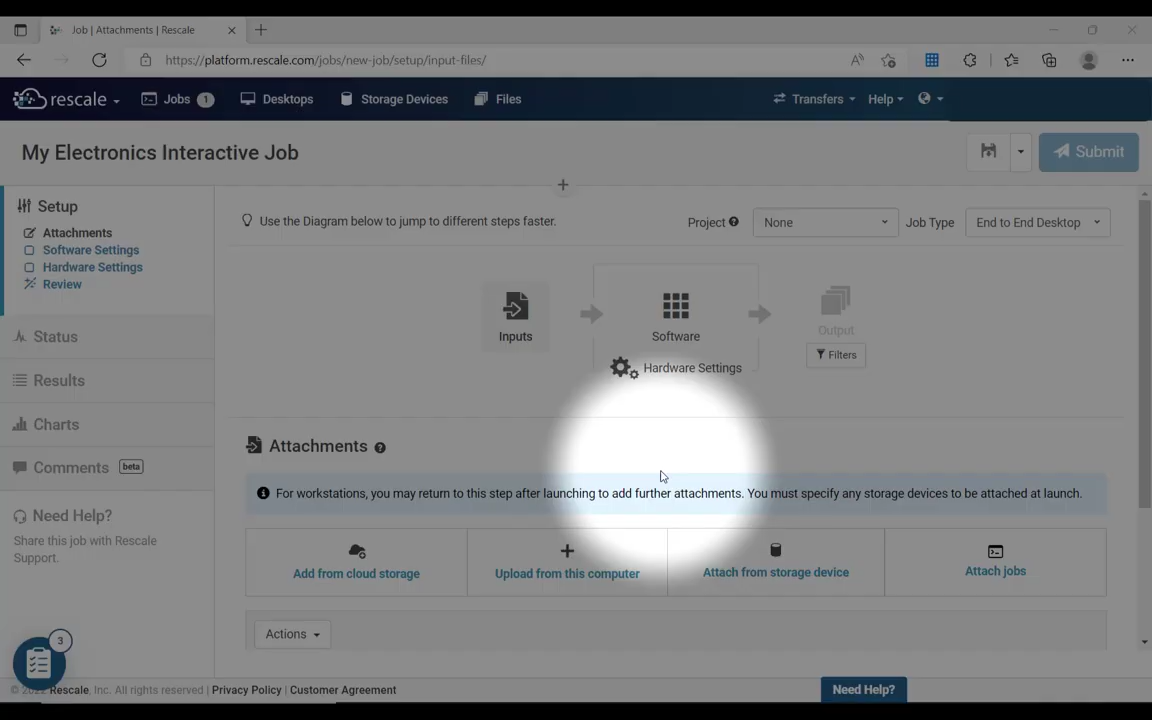 Job | Attachments | Rescale
https://platform.rescale.com/jobs/new-job/setup/input-files/
rescale Jobs 1 Desktops Storage Devices Files Transfers Help
My Electronics Interactive Job
Submit
Setup
Attachments
Software Settings
Hardware Settings
Review
Status
Results
Charts
Comments beta
Need Help?
Share this job with Rescale
Support.
Use the Diagram below to jump to different steps faster.
Project None Job Type End to End Desktop
Inputs
Software
Output
Hardware Settings
Filters
Attachments
For workstations, you may return to this step after launching to add further attachments. You must specify any storage devices to be attached at launch.
Add from cloud storage
Upload from this computer
Attach from storage device
Attach jobs
Actions
3
Rescale, Inc. All rights reserved | Privacy Policy | Customer Agreement
Need Help?